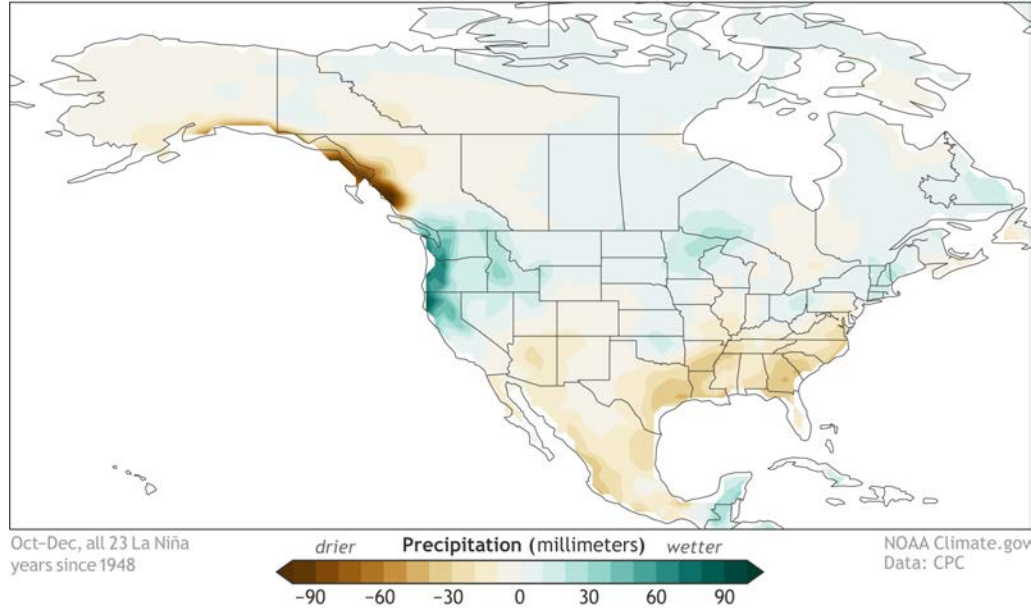 Oct–Dec, all 23 La Niña
years since 1948
drier Precipitation (millimeters) wetter
−90 −60 −30 0 30 60 90
NOAA Climate.gov
Data: CPC